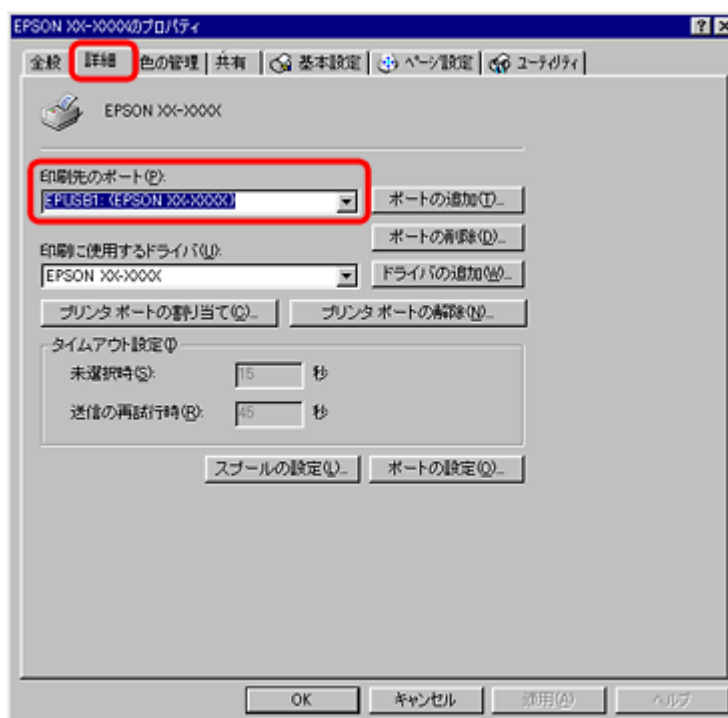 EPSON XX-XXXXのプロパティ
全般 詳細 色の管理 共有 基本設定 ページ設定 ユーティリティ
EPSON XX-XXXX
印刷先のポート(P):
EPUSB1: (EPSON XX-XXXX)
ポートの追加(T)...
ポートの削除(D)...
印刷に使用するドライバ(U):
EPSON XX-XXXX
ドライバの追加(W)...
プリンタ ポートの割り当て(C)...
プリンタ ポートの解除(N)...
タイムアウト設定
未選択時(S): 15 秒
送信の再試行時(R): 45 秒
スプールの設定(L)...
ポートの設定(O)...
OK キャンセル 適用(A) ヘルプ